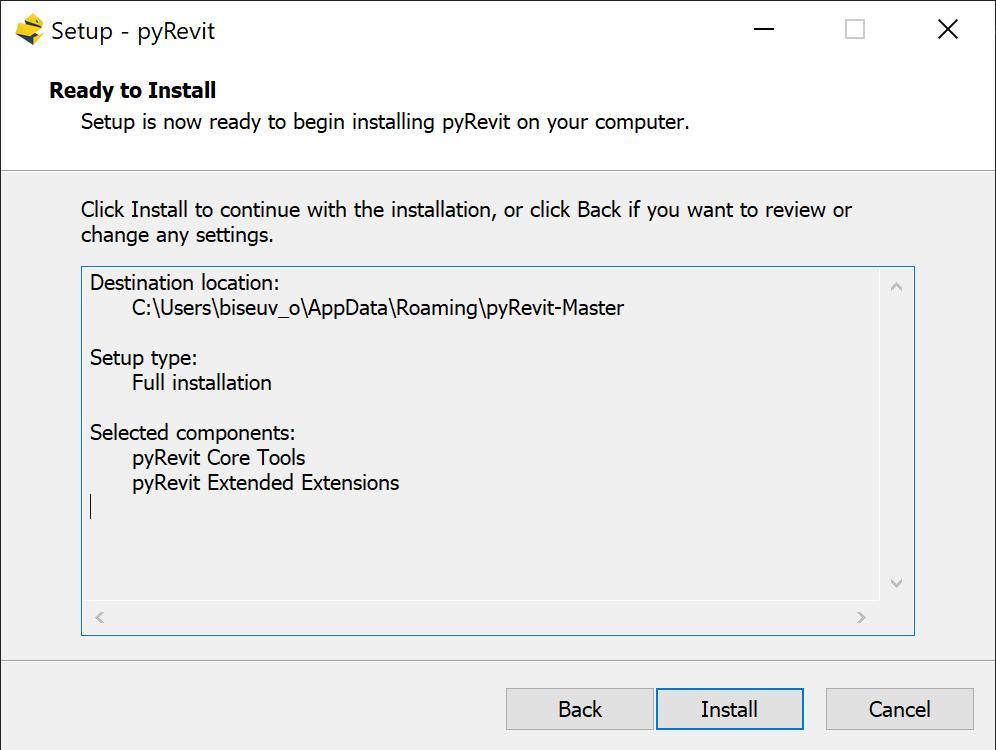 Setup - pyRevit
Ready to Install
Setup is now ready to begin installing pyRevit on your computer.
Click Install to continue with the installation, or click Back if you want to review or
change any settings.
Destination location:
C:\Users\biseuv_o\AppData\Roaming\pyRevit-Master
Setup type:
Full installation
Selected components:
pyRevit Core Tools
pyRevit Extended Extensions
Back
Install
Cancel